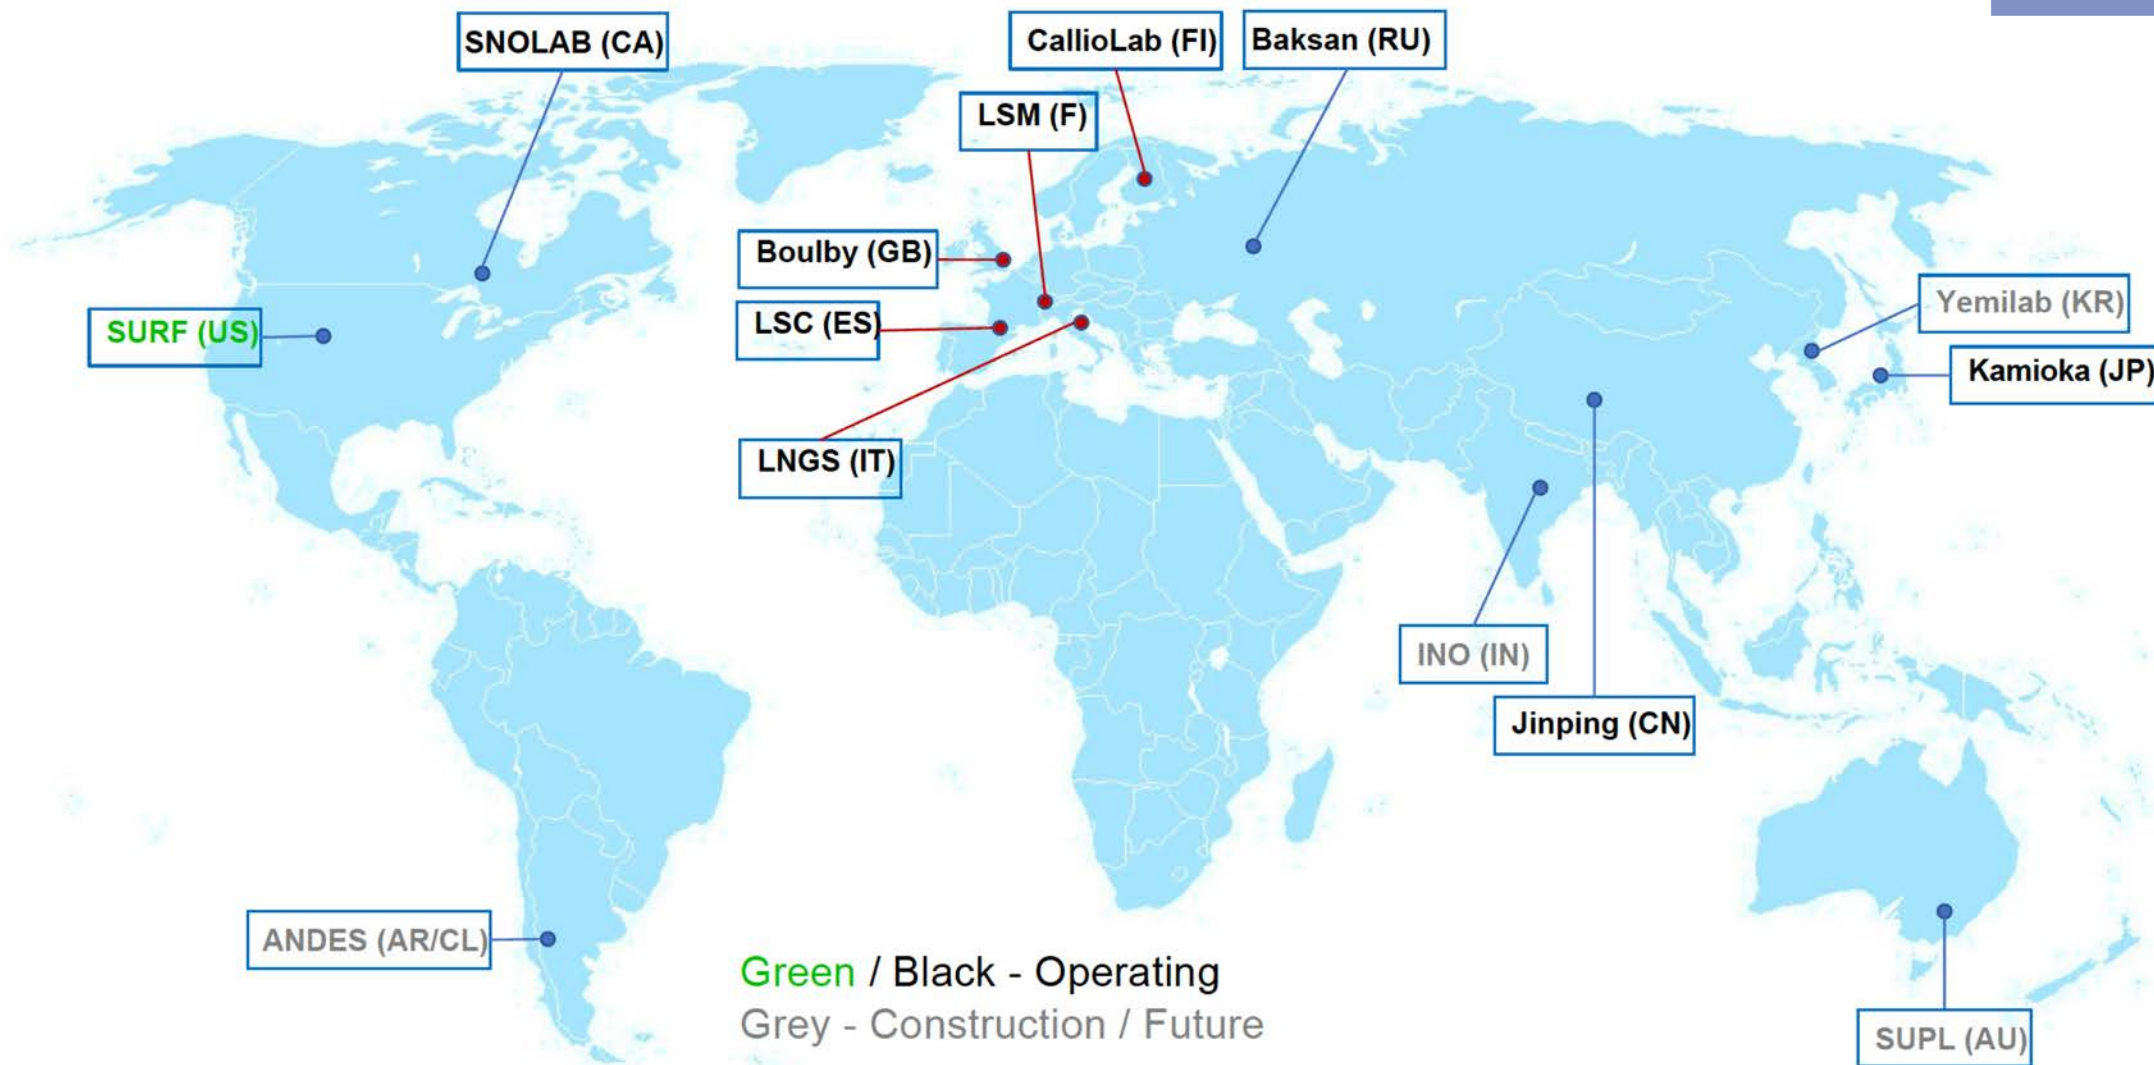 SNOLAB (CA)
CallioLab (FI)
Baksan (RU)
LSM (F)
Boulby (GB)
SURF (US)
LSC (ES)
Yemilab (KR)
Kamioka (JP)
LNGS (IT)
INO (IN)
Jinping (CN)
ANDES (AR/CL)
Green / Black - Operating
Grey - Construction / Future
SUPL (AU)